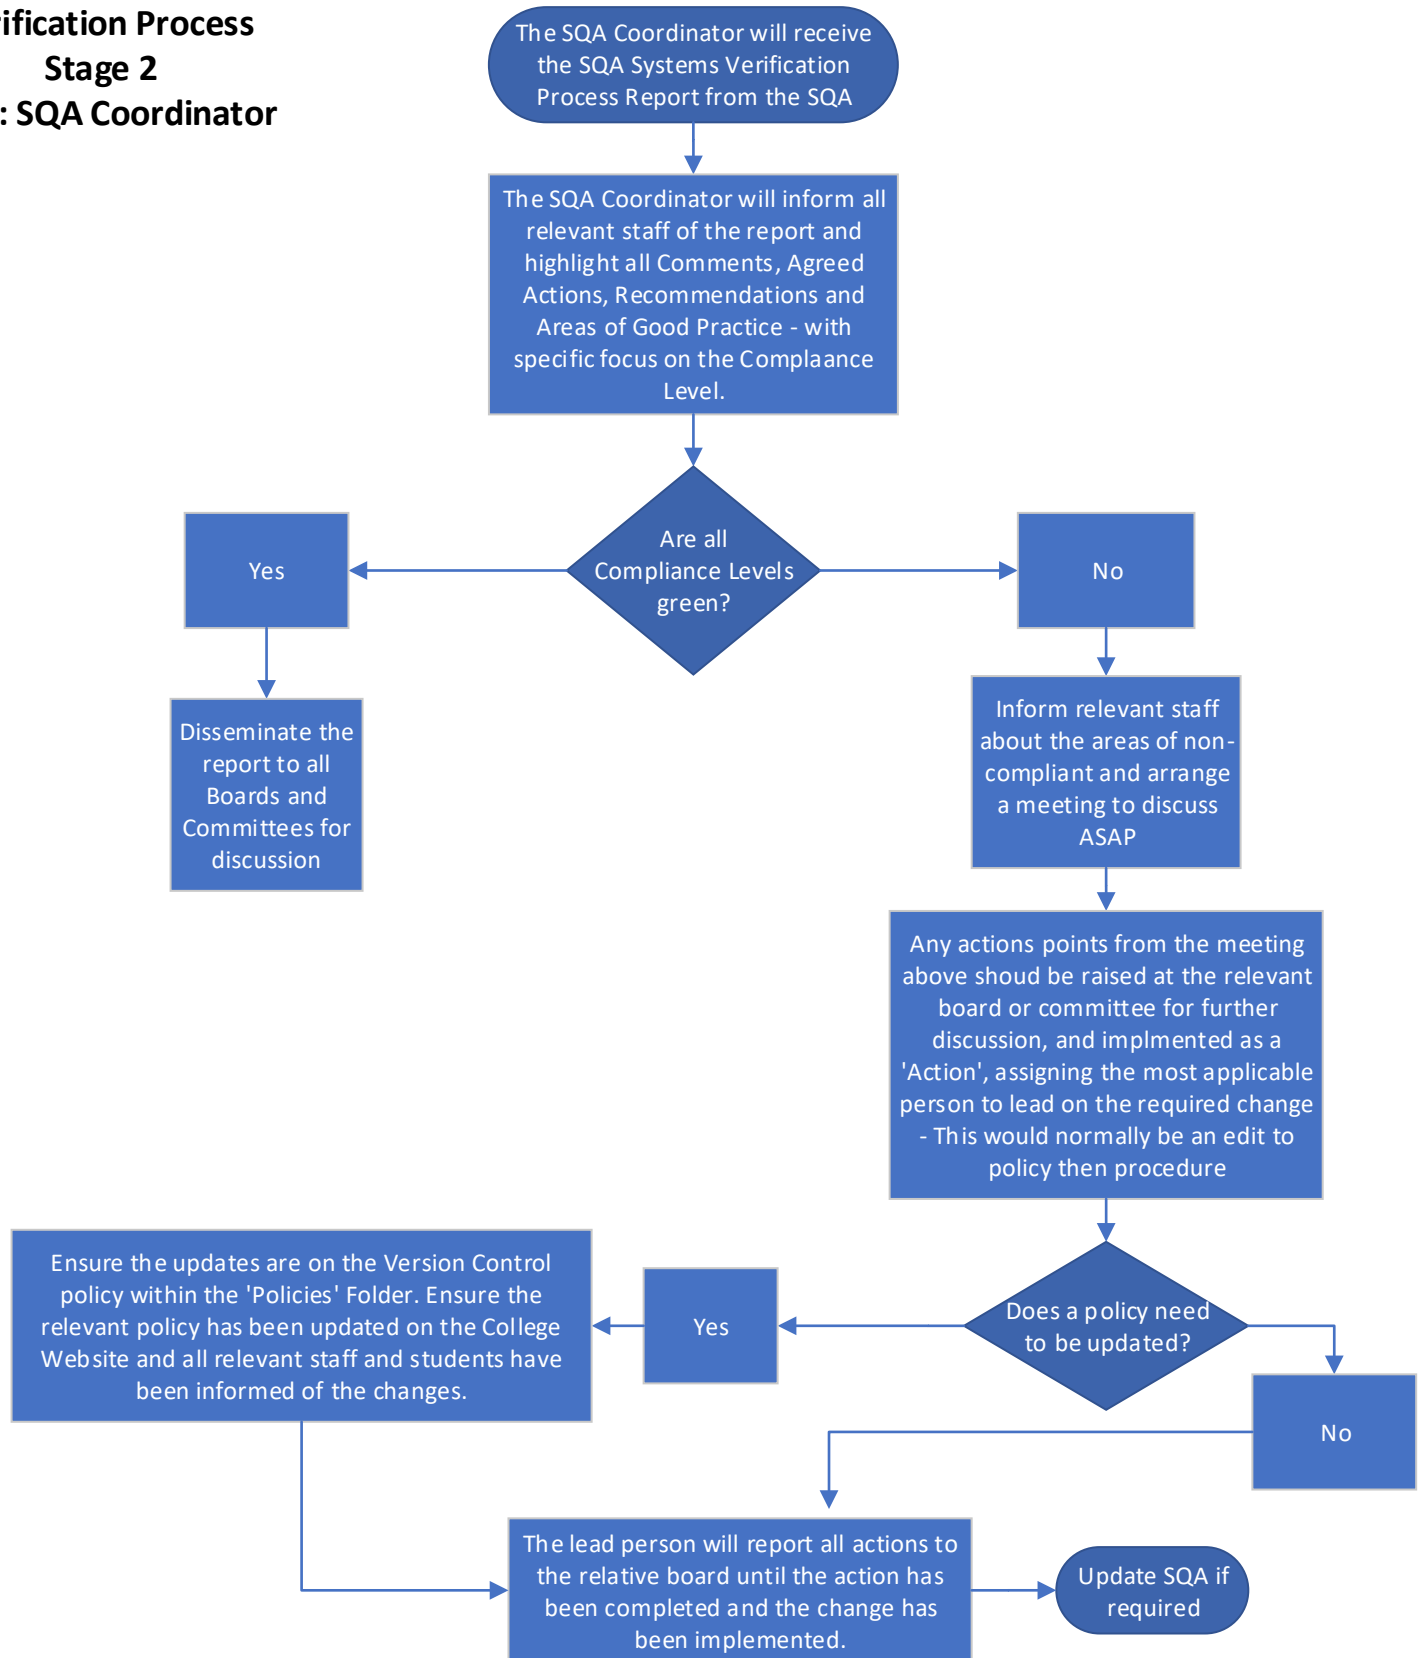 ification Process
Stage 2
: SQA Coordinator
The SQA Coordinator will receive
the SQA Systems Verification
Process Report from the SQA
The SQA Coordinator will inform all
relevant staff of the report and
highlight all Comments, Agreed
Actions, Recommendations and
Areas of Good Practice - with
specific focus on the Complaance
Level.
Are all
Compliance Levels
green?
Yes
No
Disseminate the
report to all
Boards and
Committees for
discussion
Inform relevant staff
about the areas of non-
compliant and arrange
a meeting to discuss
ASAP
Any actions points from the meeting
above shoud be raised at the relevant
board or committee for further
discussion, and implmented as a
'Action', assigning the most applicable
person to lead on the required change
- This would normally be an edit to
policy then procedure
Does a policy need
to be updated?
Yes
Ensure the updates are on the Version Control
policy within the 'Policies' Folder. Ensure the
relevant policy has been updated on the College
Website and all relevant staff and students have
been informed of the changes.
No
The lead person will report all actions to
the relative board until the action has
been completed and the change has
been implemented.
Update SQA if
required